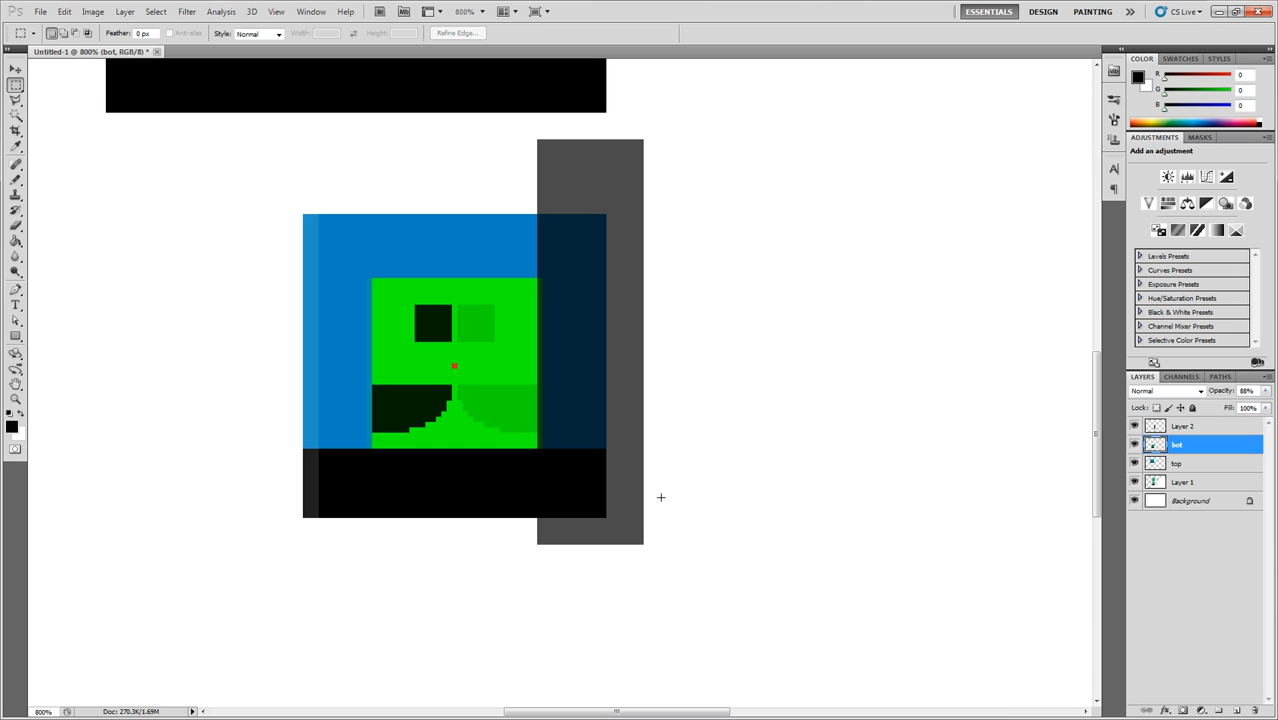 Ps File Edit Image Layer Select Filter Analysis 3D View Window Help Mb 800% ESSENTIALS DESIGN PAINTING CS Live
Feather: 0 px Anti-alias Style: Normal Width: Height: Refine Edge...
Untitled-1 @ 800% (bot, RGB/8) *
COLOR SWATCHES STYLES
R 0
G 0
B 0
ADJUSTMENTS MASKS
Add an adjustment
Levels Presets
Curves Presets
Exposure Presets
Hue/Saturation Presets
Black & White Presets
Channel Mixer Presets
Selective Color Presets
LAYERS CHANNELS PATHS
Normal Opacity: 88%
Lock: Fill: 100%
Layer 2
bot
top
Layer 1
Background
800% Doc: 270.3K/1.69M